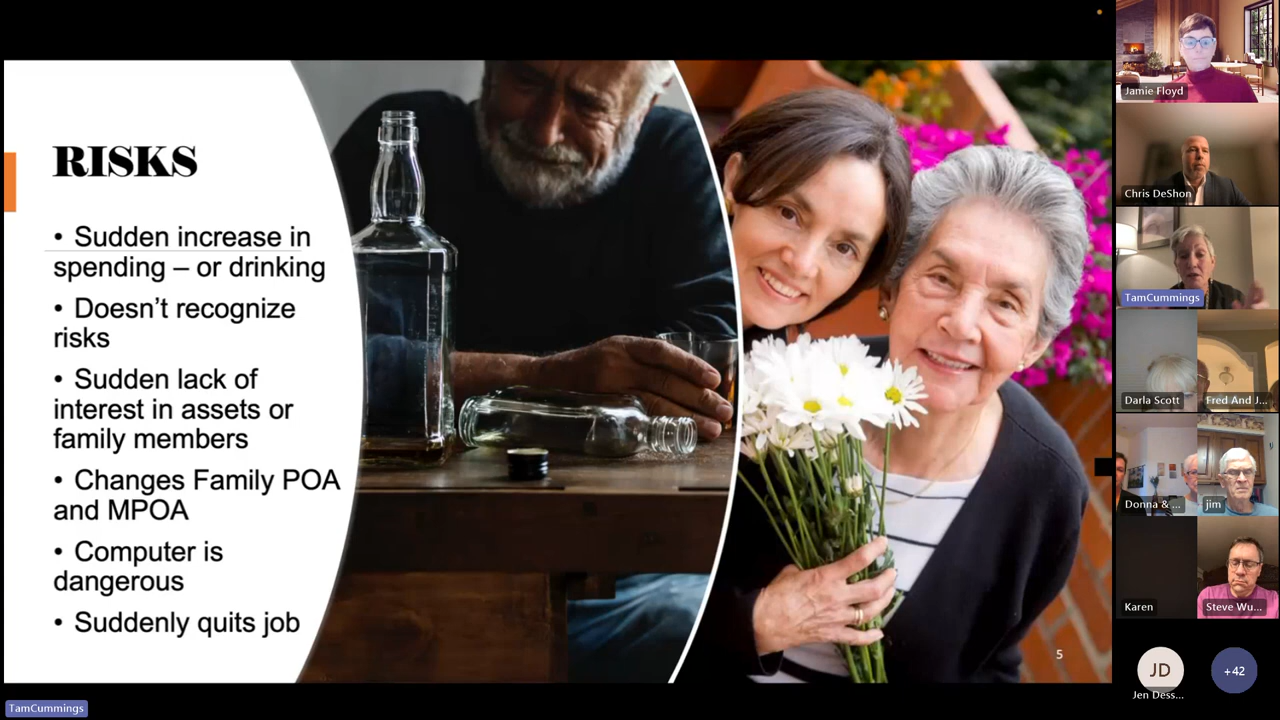 RISKS
• Sudden increase in
spending – or drinking
• Doesn't recognize
risks
• Sudden lack of
interest in assets or
family members
• Changes Family POA
and MPOA
• Computer is
dangerous
• Suddenly quits job
5
TamCummings
Jamie Floyd
Chris DeShon
TamCummings
Darla Scott
Fred And J...
Donna & ...
jim
Karen
Steve Wu...
JD
Jen Dess...
+42